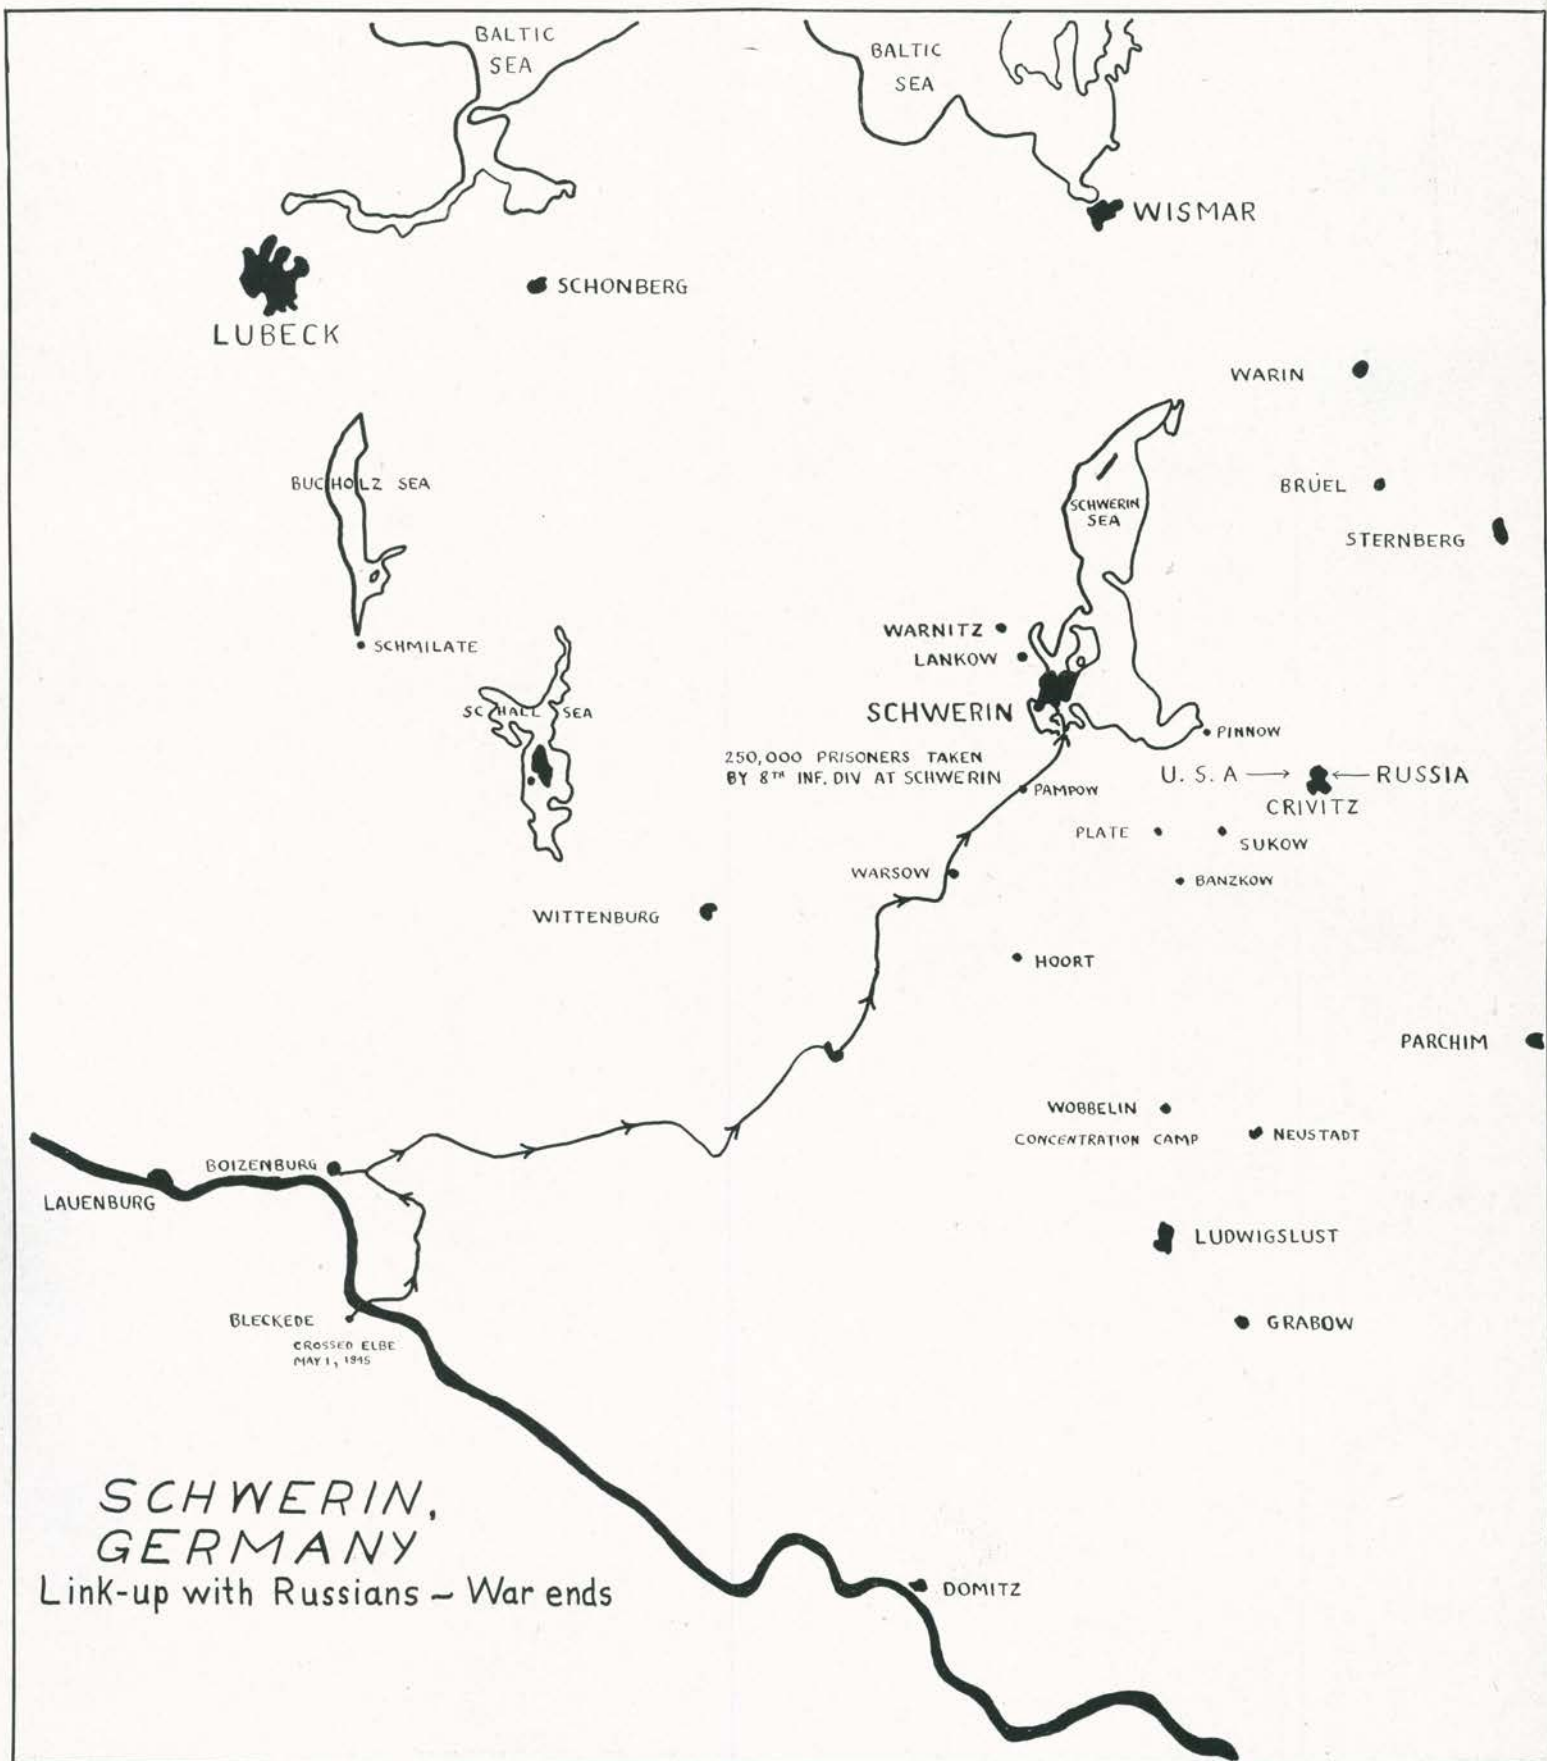 BALTIC
SEA
BALTIC
SEA
WISMAR
SCHONBERG
LUBECK
WARIN
BUCHOLZ SEA
BRÜEL
SCHWERIN
SEA
STERNBERG
WARNITZ
SCHMILATE
LANKOW
SCHALL SEA
SCHWERIN
PINNOW
250,000 PRISONERS TAKEN
BY 8TH INF. DIV AT SCHWERIN
U. S. A → ← RUSSIA
CRIVITZ
PAMPOW
PLATE
SUKOW
WARSOW
BANZKOW
WITTENBURG
HOORT
PARCHIM
WOBBELIN
CONCENTRATION CAMP
NEUSTADT
BOIZENBURG
LAUENBURG
LUDWIGSLUST
BLECKEDE
GRABOW
CROSSED ELBE
MAY 1, 1945
SCHWERIN,
GERMANY
Link-up with Russians ~ War ends
DOMITZ